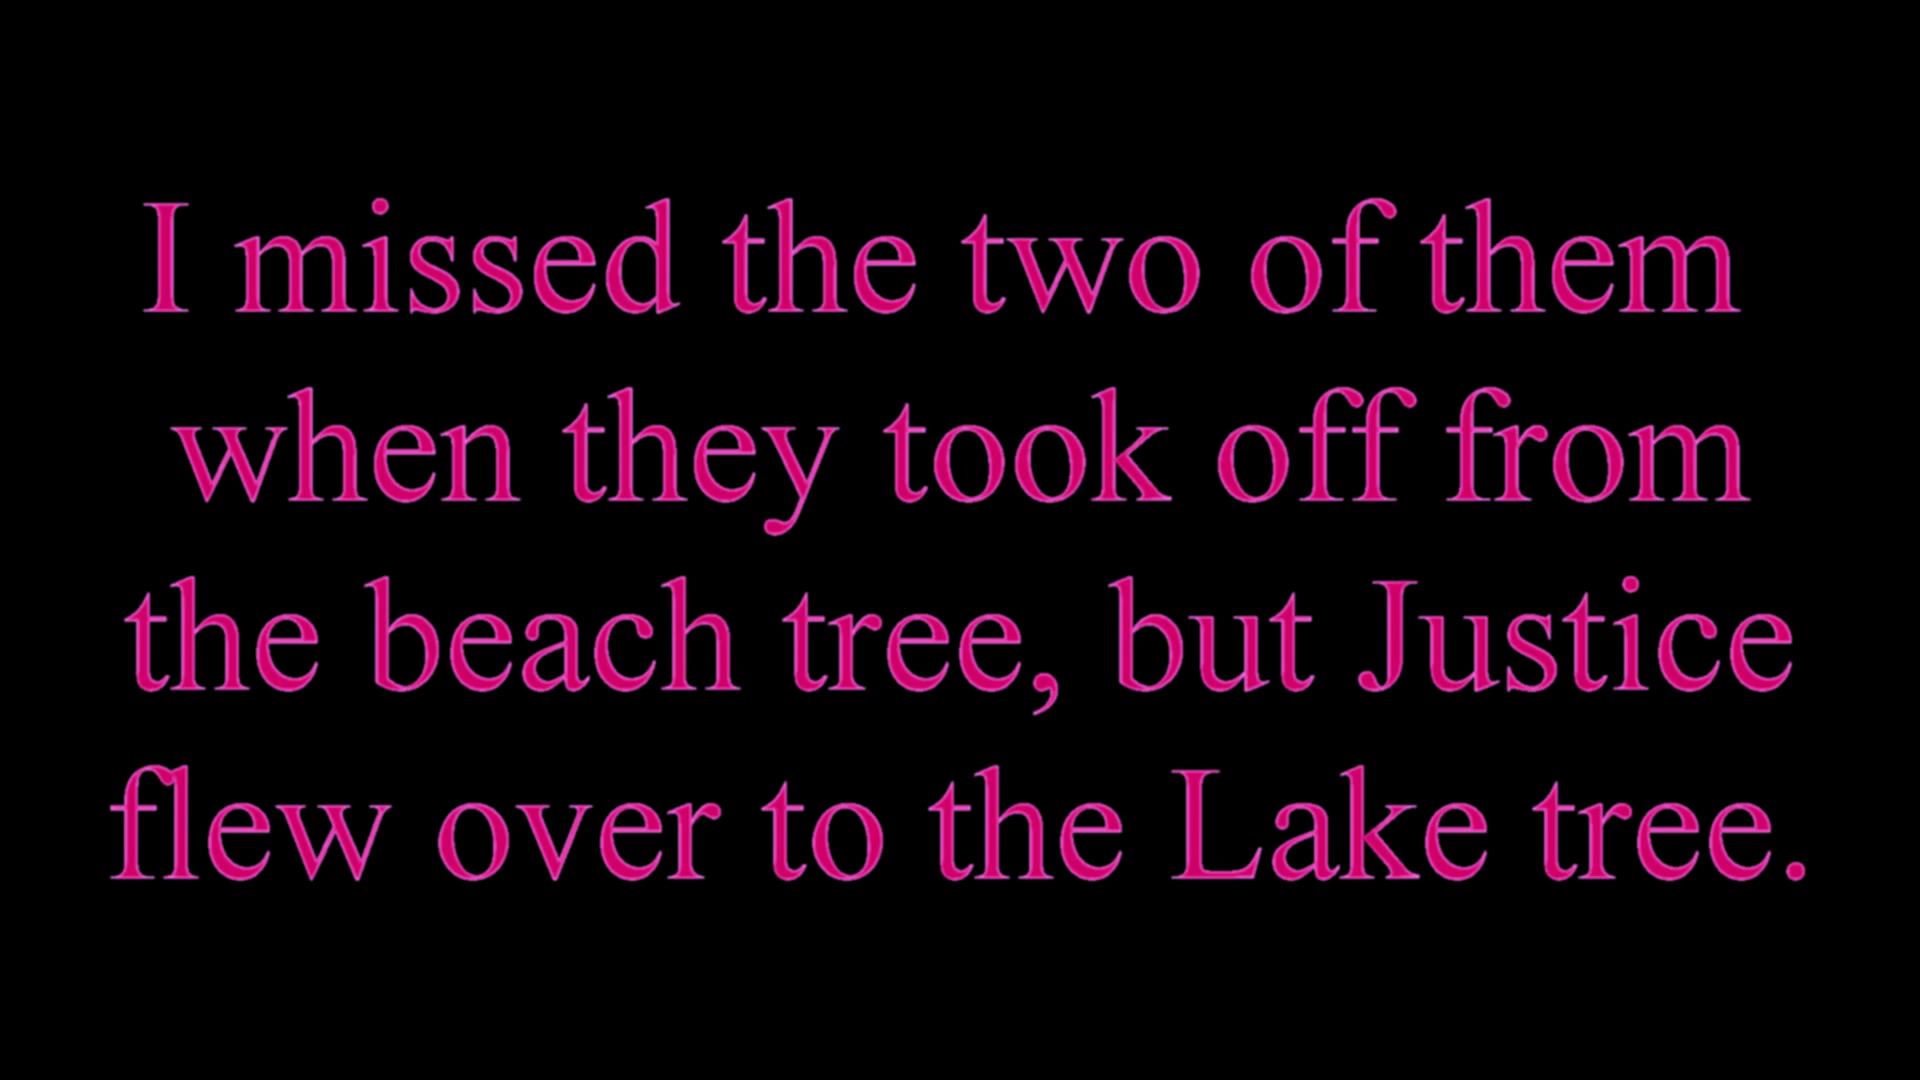 I missed the two of them
when they took off from
the beach tree, but Justice
flew over to the Lake tree.